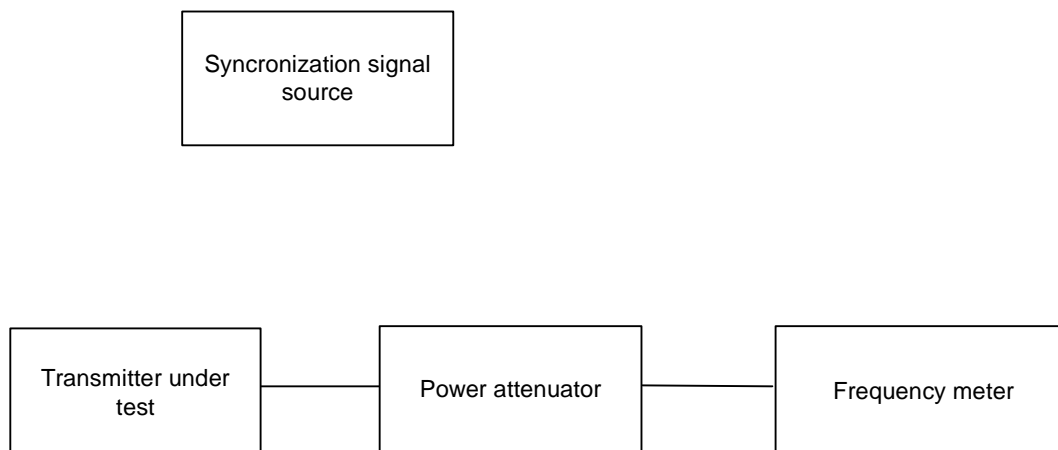 Syncronization signal
source
Transmitter under
test
Power attenuator
Frequency meter